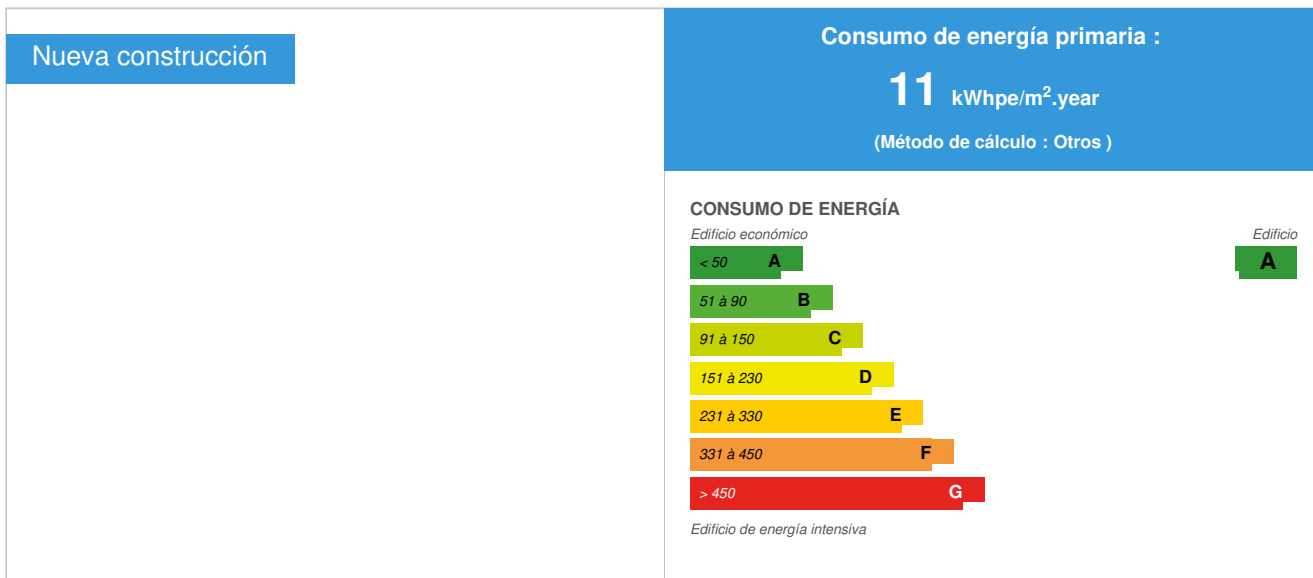 Nueva construcción
Consumo de energía primaria :
11 kWhpe/m².year
(Método de cálculo : Otros )
CONSUMO DE ENERGÍA
Edificio económico
Edificio
< 50 A
A
51 à 90 B
91 à 150 C
151 à 230 D
231 à 330 E
331 à 450 F
> 450 G
Edificio de energía intensiva